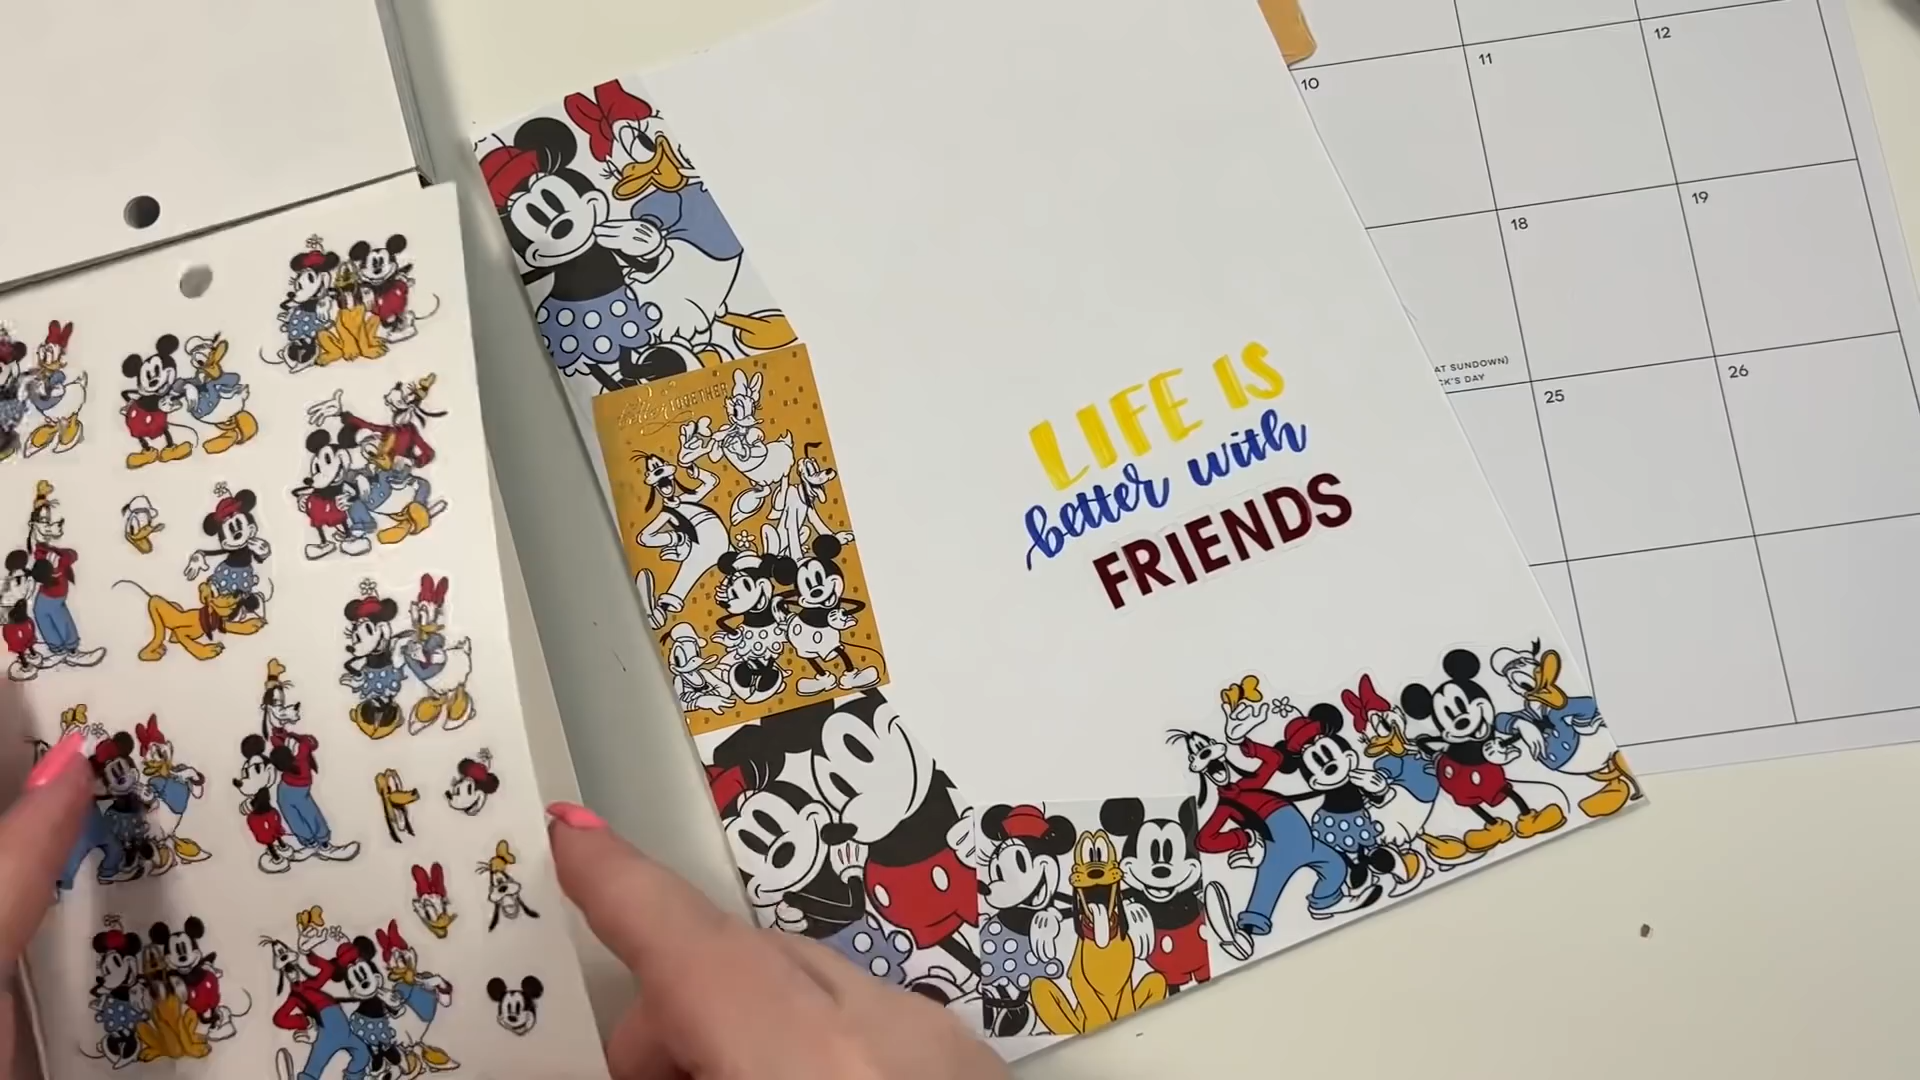 better TOGETHER
LIFE IS
better with
FRIENDS
10
11
12
18
19
AT SUNDOWN)
CK'S DAY
25
26